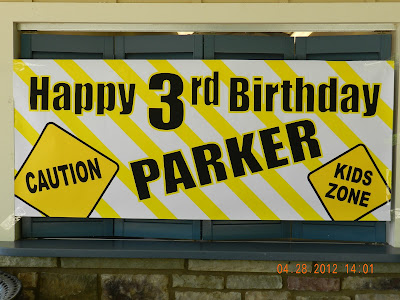 Happy 3rd Birthday
PARKER
CAUTION
KIDS
ZONE
04.28.2012 14:01